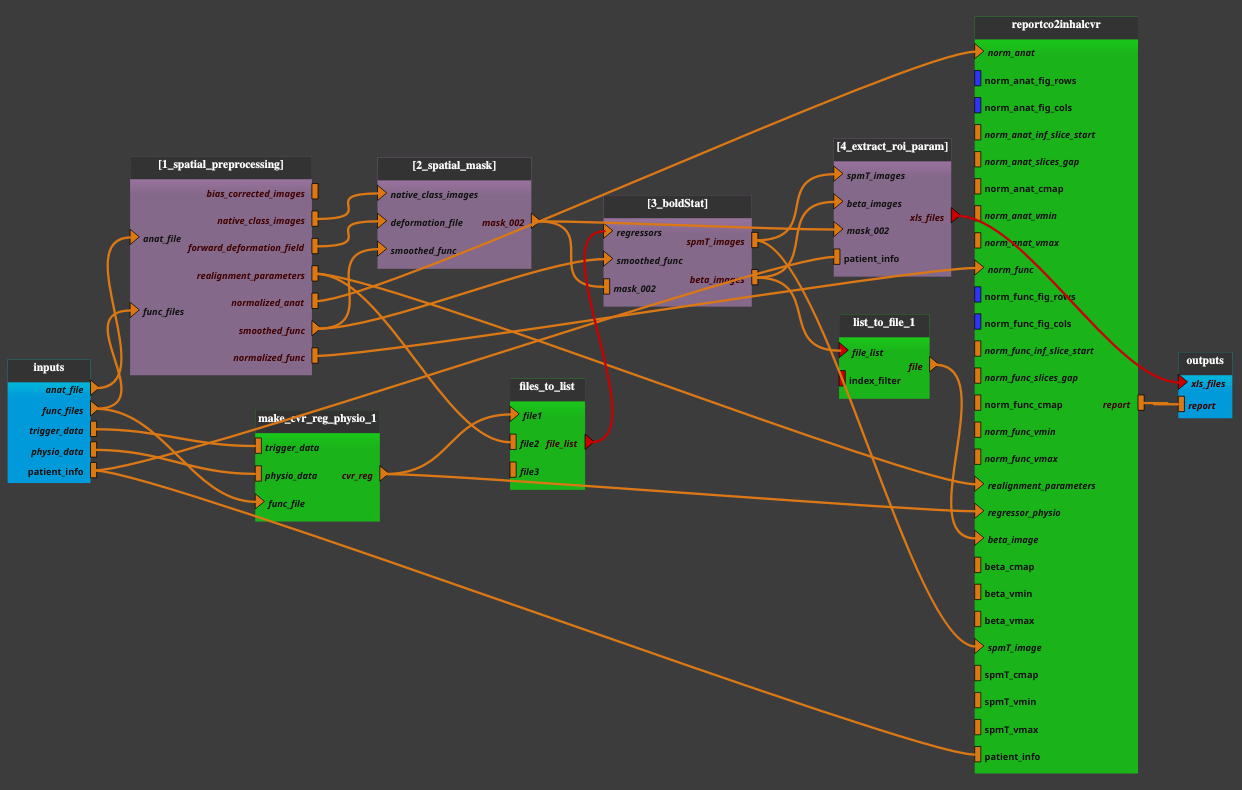 reportco2inhalcvr
norm_anat
norm_anat_fig_rows
norm_anat_fig_cols
norm_anat_inf_slice_start
norm_anat_slices_gap
norm_anat_cmap
norm_anat_vmin
norm_anat_vmax
norm_func
norm_func_fig_rows
norm_func_fig_cols
norm_func_inf_slice_start
norm_func_slices_gap
norm_func_cmap
report
norm_func_vmin
norm_func_vmax
realignment_parameters
regressor_physio
beta_image
beta_cmap
beta_vmin
beta_vmax
spmT_image
spmT_cmap
spmT_vmin
spmT_vmax
patient_info
[4_extract_roi_param]
spmT_images
beta_images
xls_files
mask_002
patient_info
[1_spatial_preprocessing]
bias_corrected_images
native_class_images
anat_file
forward_deformation_field
realignment_parameters
normalized_anat
func_files
smoothed_func
normalized_func
[2_spatial_mask]
native_class_images
deformation_file
mask_002
smoothed_func
[3_boldStat]
regressors
spmT_images
smoothed_func
beta_images
mask_002
list_to_file_1
file_list
file
index_filter
outputs
xls_files
report
inputs
anat_file
func_files
trigger_data
physio_data
patient_info
files_to_list
file1
file2
file_list
file3
make_cvr_reg_physio_1
trigger_data
physio_data
cvr_reg
func_file